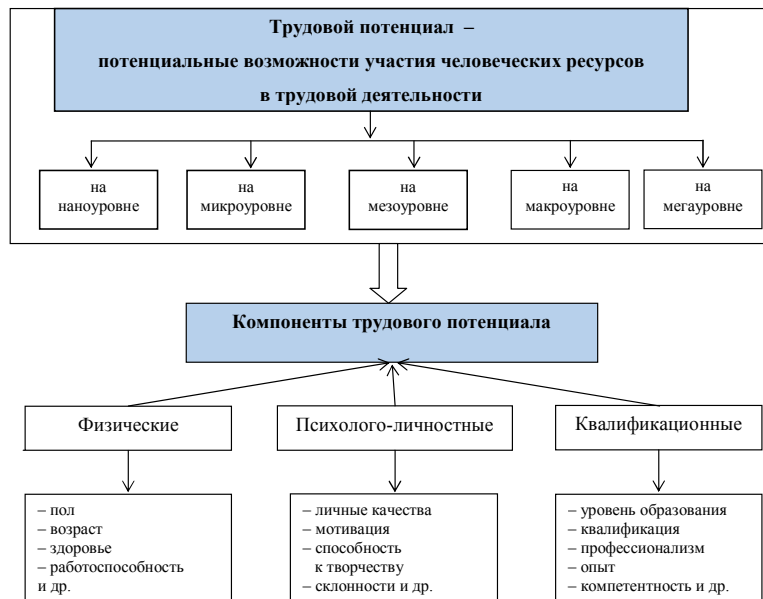 Трудовой потенциал –
потенциальные возможности участия человеческих ресурсов
в трудовой деятельности
на
наноуровне
на
микроуровне
на
мезоуровне
на
макроуровне
на
мегауровне
Компоненты трудового потенциала
Физические
Психолого-личностные
Квалификационные
– пол
– возраст
– здоровье
– работоспособность
и др.
– личные качества
– мотивация
– способность
к творчеству
– склонности и др.
– уровень образования
– квалификация
– профессионализм
– опыт
– компетентность и др.